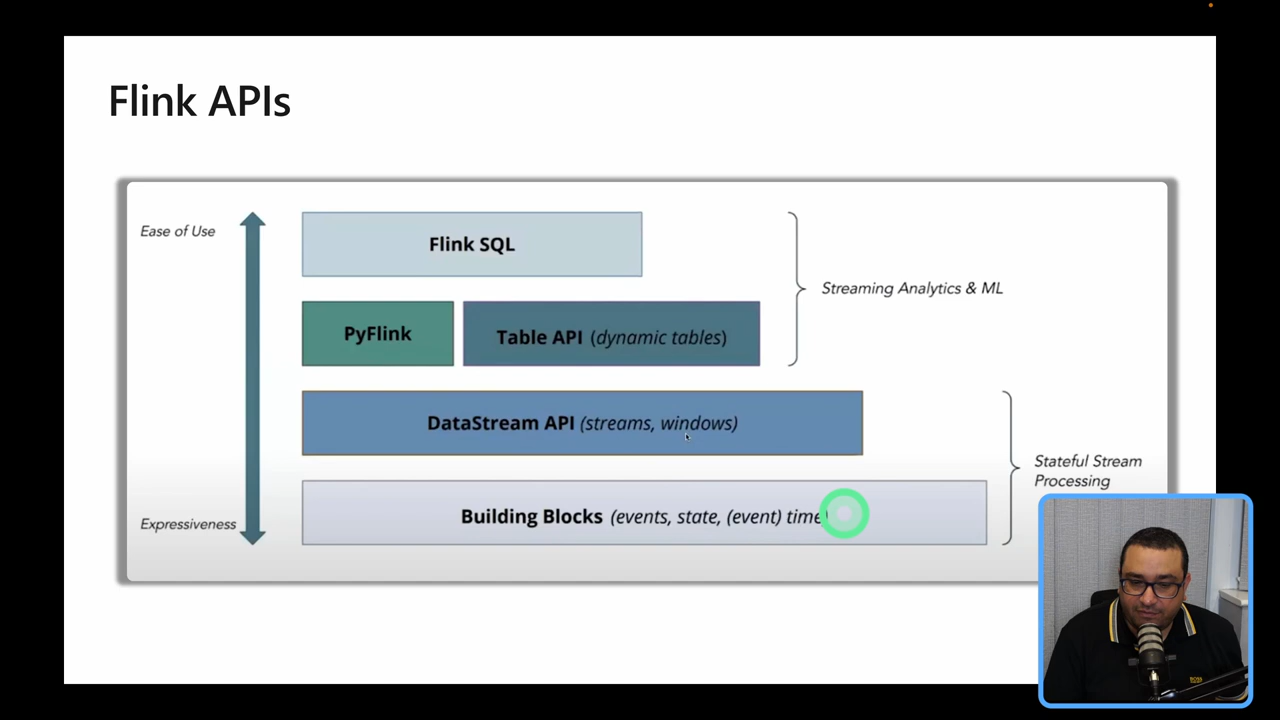 Flink APIs
Ease of Use
Flink SQL
Streaming Analytics & ML
PyFlink
Table API (dynamic tables)
DataStream API (streams, windows)
Stateful Stream
Processing
Building Blocks (events, state, (event) time)
Expressiveness
BOSS